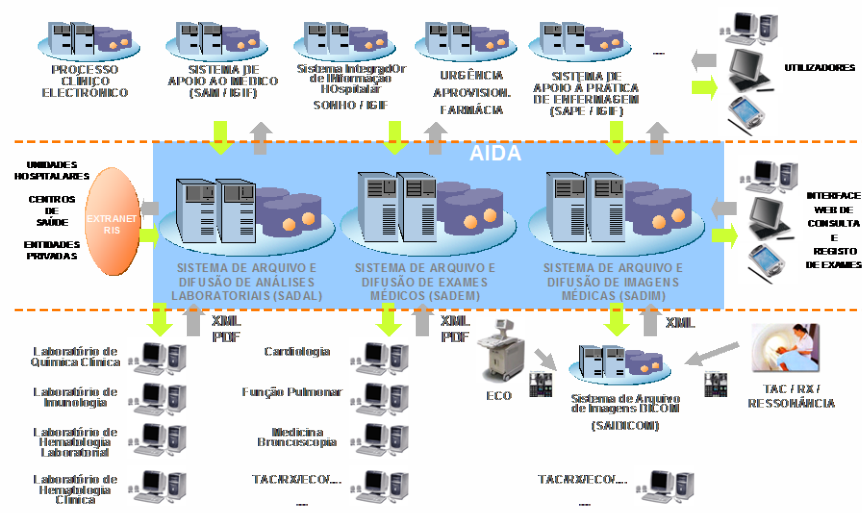 PROCESSO
CLÍNICO
ELECTRÓNICO
SISTEMA DE
APOIO AO MÉDICO
(SAM / IGIF)
Sistema IntegradOr
de INformação
HOspitalar
SONHO / IGIF
URGÊNCIA
APROVISION.
FARMÁCIA
SISTEMA DE
APOIO À PRÁTICA
DE ENFERMAGEM
(SAPE / IGIF)
....
UTILIZADORES
AIDA
UNIDADES
HOSPITALARES
CENTROS
DE
SAÚDE
ENTIDADES
PRIVADAS
EXTRANET
RIS
SISTEMA DE ARQUIVO E
DIFUSÃO DE ANÁLISES
LABORATORIAIS (SADAL)
SISTEMA DE ARQUIVO E
DIFUSÃO DE EXAMES
MÉDICOS (SADEM)
SISTEMA DE ARQUIVO E
DIFUSÃO DE IMAGENS
MÉDICAS (SADIM)
INTERFACE
WEB DE
CONSULTA
E
REGISTO
DE EXAMES
XML
PDF
XML
PDF
XML
Laboratório de
Química Clínica
Laboratório de
Imunologia
Laboratório de
Hematologia
Laboratorial
Laboratório de
Hematologia
Clínica
Cardiologia
Função Pulmonar
Medicina
Broncoscopia
TAC/RX/ECO/....
....
ECO
Sistema de Arquivo
de Imagens DICOM
(SAIDICOM)
TAC / RX /
RESSONÂNCIA
TAC/RX/ECO/....
....